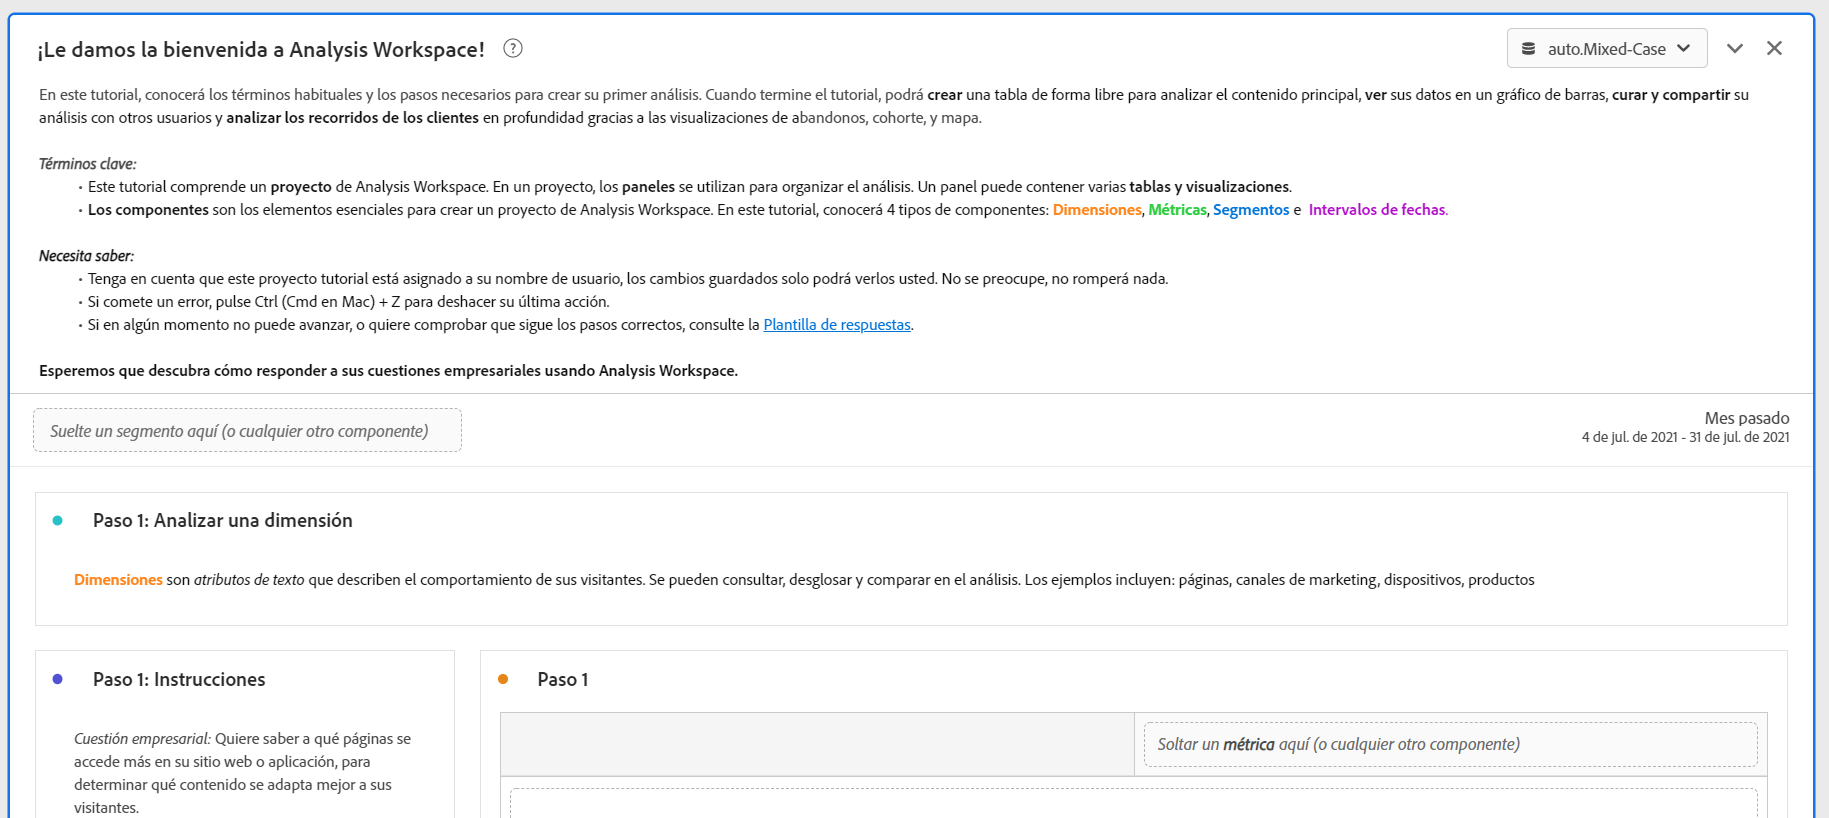 ¡Le damos la bienvenida a Analysis Workspace! ?
auto.Mixed-Case
En este tutorial, conocerá los términos habituales y los pasos necesarios para crear su primer análisis. Cuando termine el tutorial, podrá crear una tabla de forma libre para analizar el contenido principal, ver sus datos en un gráfico de barras, curar y compartir su
análisis con otros usuarios y analizar los recorridos de los clientes en profundidad gracias a las visualizaciones de abandonos, cohorte, y mapa.
Términos clave:
• Este tutorial comprende un proyecto de Analysis Workspace. En un proyecto, los paneles se utilizan para organizar el análisis. Un panel puede contener varias tablas y visualizaciones.
• Los componentes son los elementos esenciales para crear un proyecto de Analysis Workspace. En este tutorial, conocerá 4 tipos de componentes: Dimensiones, Métricas, Segmentos e Intervalos de fechas.
Necesita saber:
• Tenga en cuenta que este proyecto tutorial está asignado a su nombre de usuario, los cambios guardados solo podrá verlos usted. No se preocupe, no romperá nada.
• Si comete un error, pulse Ctrl (Cmd en Mac) + Z para deshacer su última acción.
• Si en algún momento no puede avanzar, o quiere comprobar que sigue los pasos correctos, consulte la Plantilla de respuestas.
Esperemos que descubra cómo responder a sus cuestiones empresariales usando Analysis Workspace.
Suelte un segmento aquí (o cualquier otro componente)
Mes pasado
4 de jul. de 2021 - 31 de jul. de 2021
Paso 1: Analizar una dimensión
Dimensiones son atributos de texto que describen el comportamiento de sus visitantes. Se pueden consultar, desglosar y comparar en el análisis. Los ejemplos incluyen: páginas, canales de marketing, dispositivos, productos
Paso 1: Instrucciones
Cuestión empresarial: Quiere saber a qué páginas se
accede más en su sitio web o aplicación, para
determinar qué contenido se adapta mejor a sus
visitantes.
Paso 1
Soltar un métrica aquí (o cualquier otro componente)